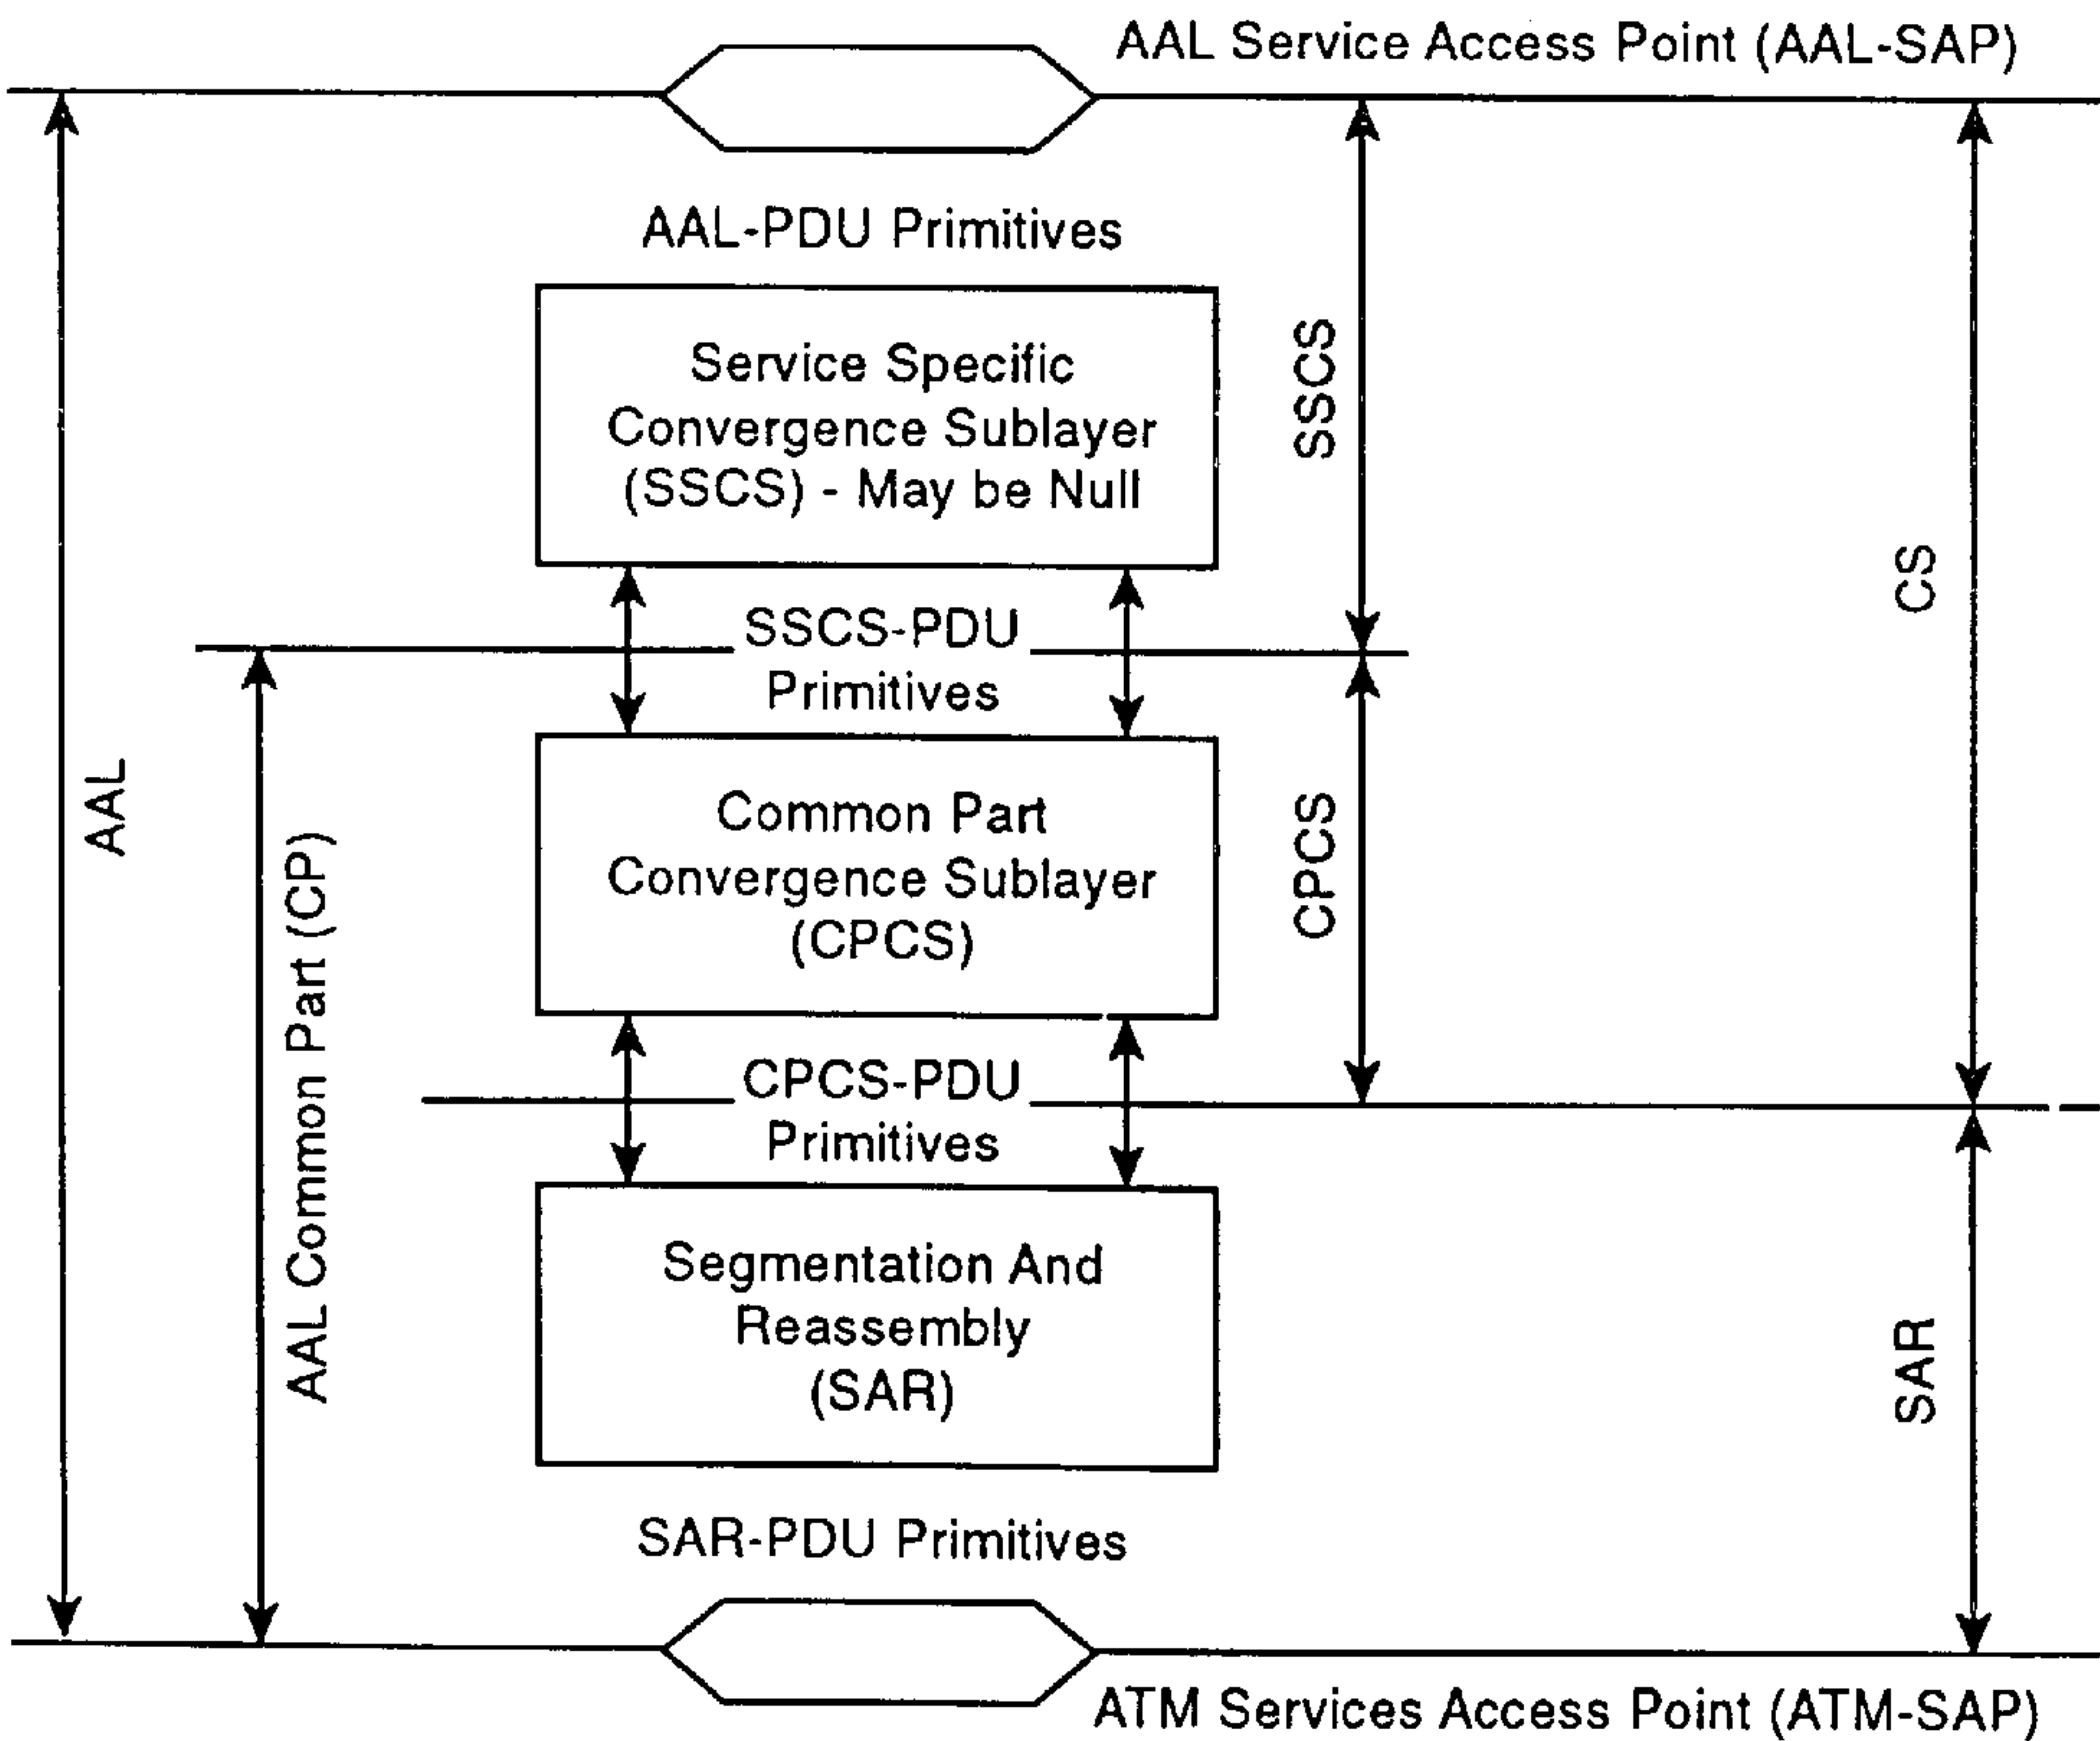 AAL Service Access Point (AAL-SAP)
AAL-PDU Primitives
Service Specific
Convergence Sublayer
(SSCS) - May be Null
SSCS
CS
SSCS-PDU
Primitives
AAL
AAL Common Part (CP)
Common Part
Convergence Sublayer
(CPCS)
CPCS
CPCS-PDU
Primitives
Segmentation And
Reassembly
(SAR)
SAR
SAR-PDU Primitives
ATM Services Access Point (ATM-SAP)